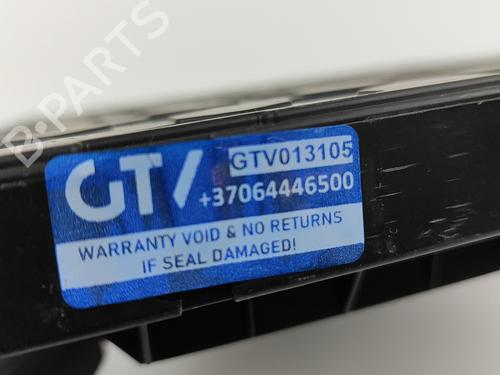 B-PARTS
GTV
GTV013105
+37064446500
WARRANTY VOID & NO RETURNS
IF SEAL DAMAGED!